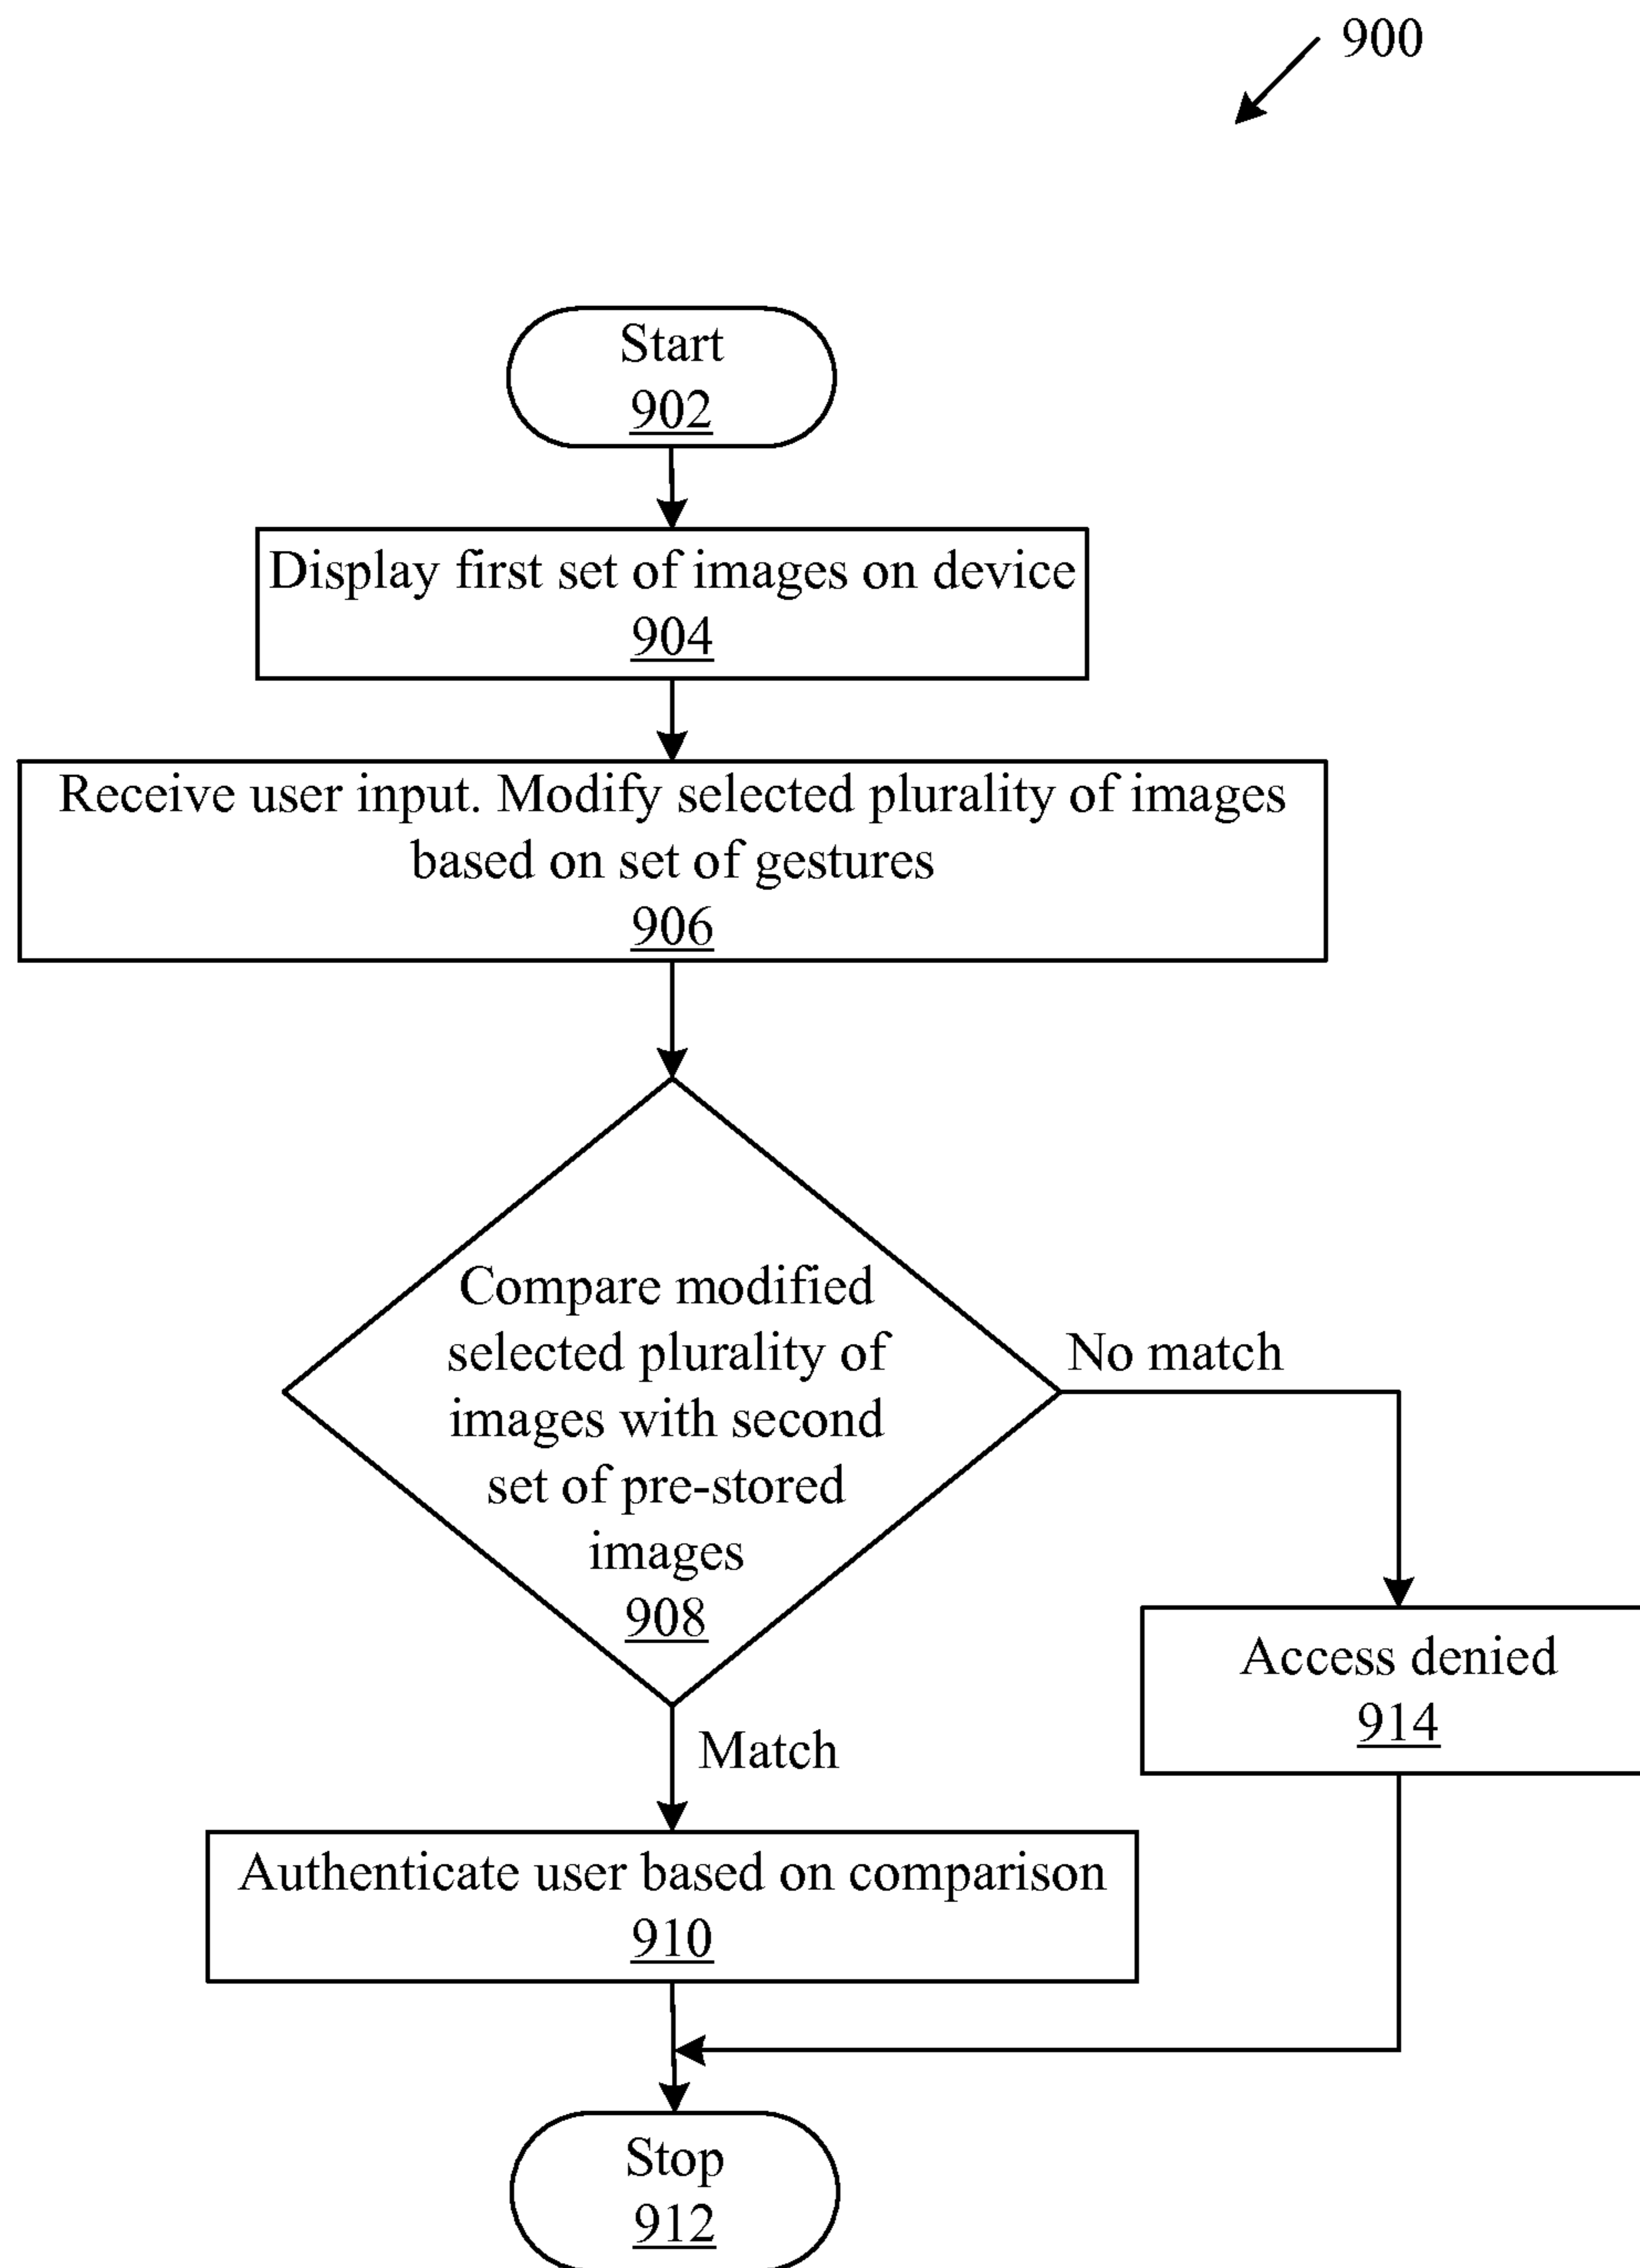 900
Start
902
Display first set of images on device
904
Receive user input. Modify selected plurality of images
based on set of gestures
906
Compare modified
selected plurality of
images with second
set of pre-stored
images
908
No match
Access denied
914
Match
Authenticate user based on comparison
910
Stop
912